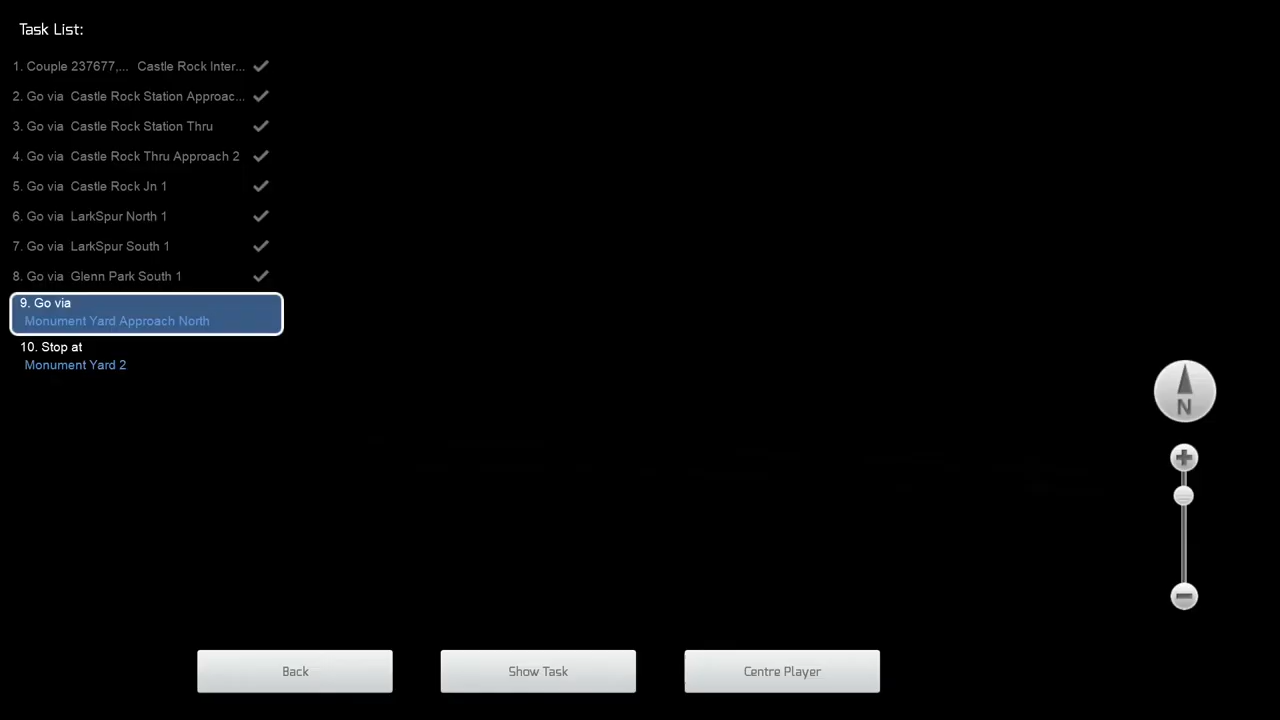 Task List:
1. Couple 237677,... Castle Rock Inter...
2. Go via Castle Rock Station Approac...
3. Go via Castle Rock Station Thru
4. Go via Castle Rock Thru Approach 2
5. Go via Castle Rock Jn 1
6. Go via LarkSpur North 1
7. Go via LarkSpur South 1
8. Go via Glenn Park South 1
9. Go via
Monument Yard Approach North
10. Stop at
Monument Yard 2
N
Back
Show Task
Centre Player